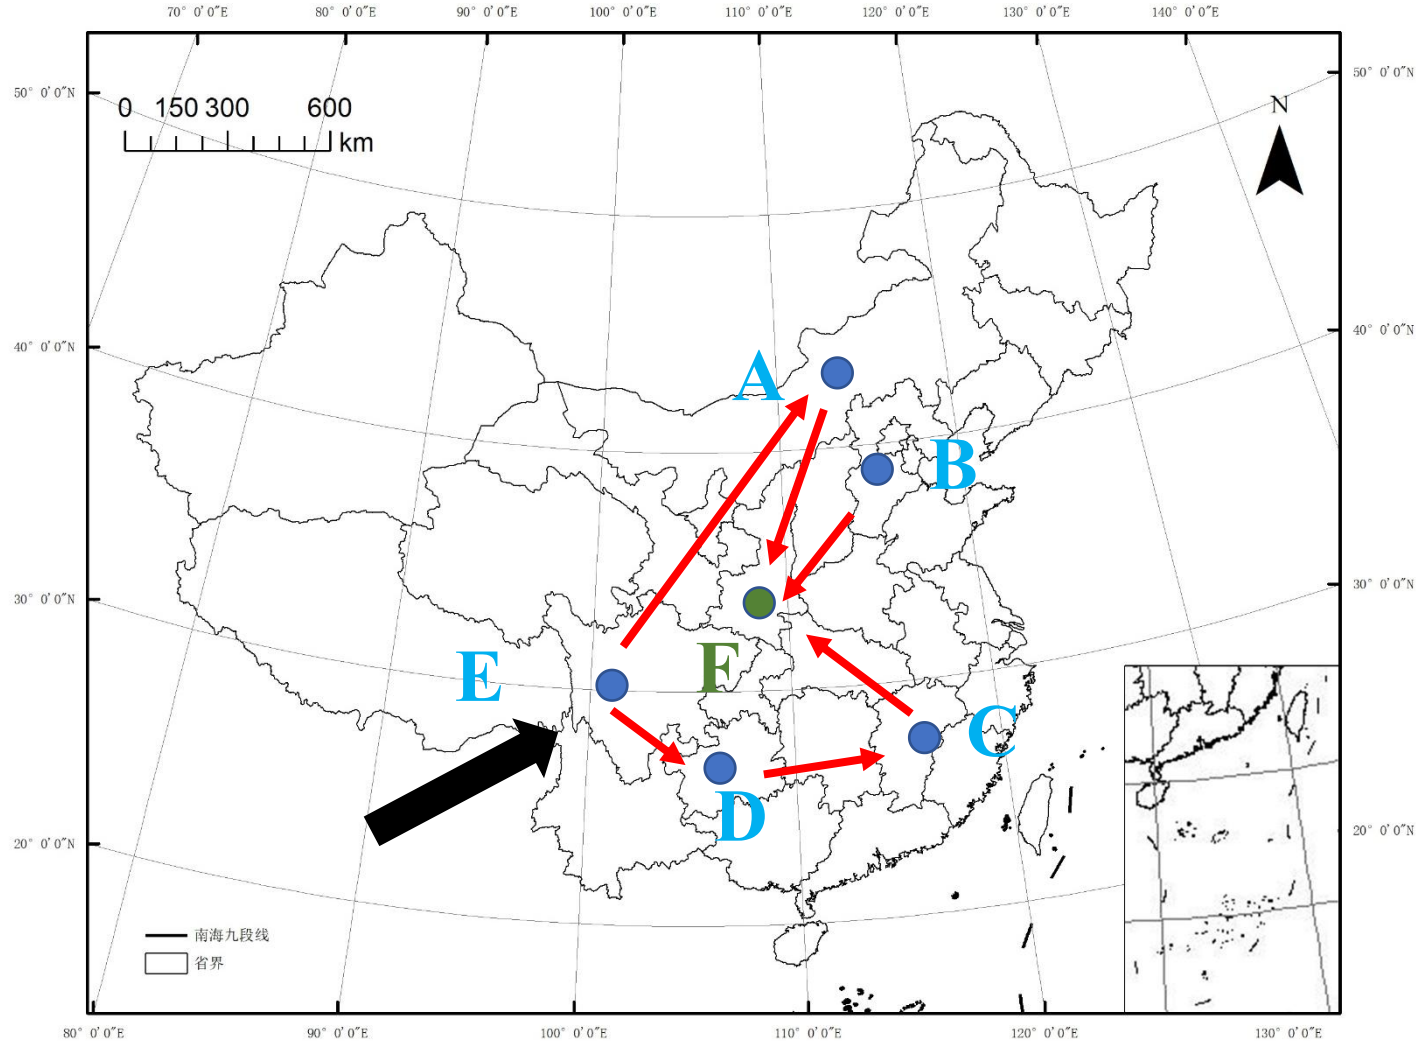 70° 0'0"E 80° 0'0"E 90° 0'0"E 100° 0'0"E 110° 0'0"E 120° 0'0"E 130° 0'0"E 140° 0'0"E
50° 0'0"N 50° 0'0"N
0 150 300 600
km
N
40° 0'0"N 40° 0'0"N
A
B
30° 0'0"N 30° 0'0"N
E
F
C
D
20° 0'0"N 20° 0'0"N
南海九段线
省界
80° 0'0"E 90° 0'0"E 100° 0'0"E 110° 0'0"E 120° 0'0"E 130° 0'0"E